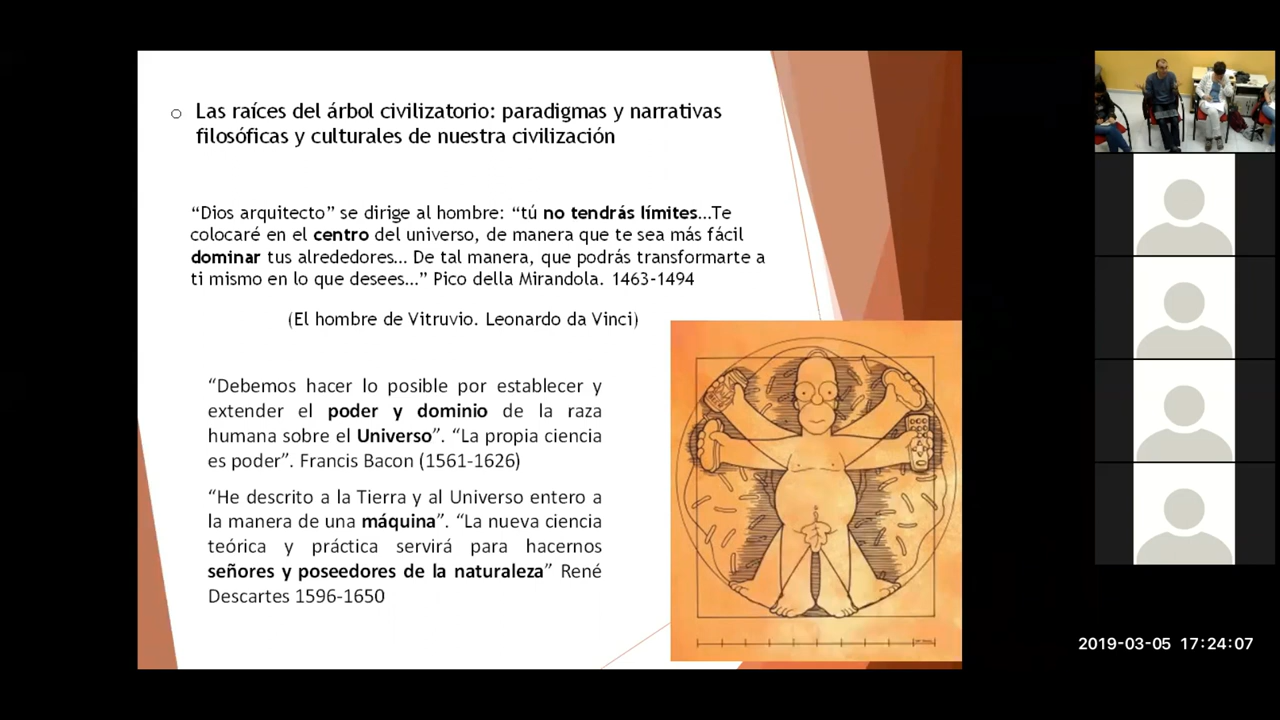 Las raíces del árbol civilizatorio: paradigmas y narrativas
filosóficas y culturales de nuestra civilización
“Dios arquitecto” se dirige al hombre: “tú no tendrás límites…Te
colocaré en el centro del universo, de manera que te sea más fácil
dominar tus alrededores… De tal manera, que podrás transformarte a
ti mismo en lo que desees…” Pico della Mirandola. 1463-1494
(El hombre de Vitruvio. Leonardo da Vinci)
“Debemos hacer lo posible por establecer y
extender el poder y dominio de la raza
humana sobre el Universo”. “La propia ciencia
es poder”. Francis Bacon (1561-1626)
“He descrito a la Tierra y al Universo entero a
la manera de una máquina”. “La nueva ciencia
teórica y práctica servirá para hacernos
señores y poseedores de la naturaleza” René
Descartes 1596-1650
2019-03-05 17:24:07